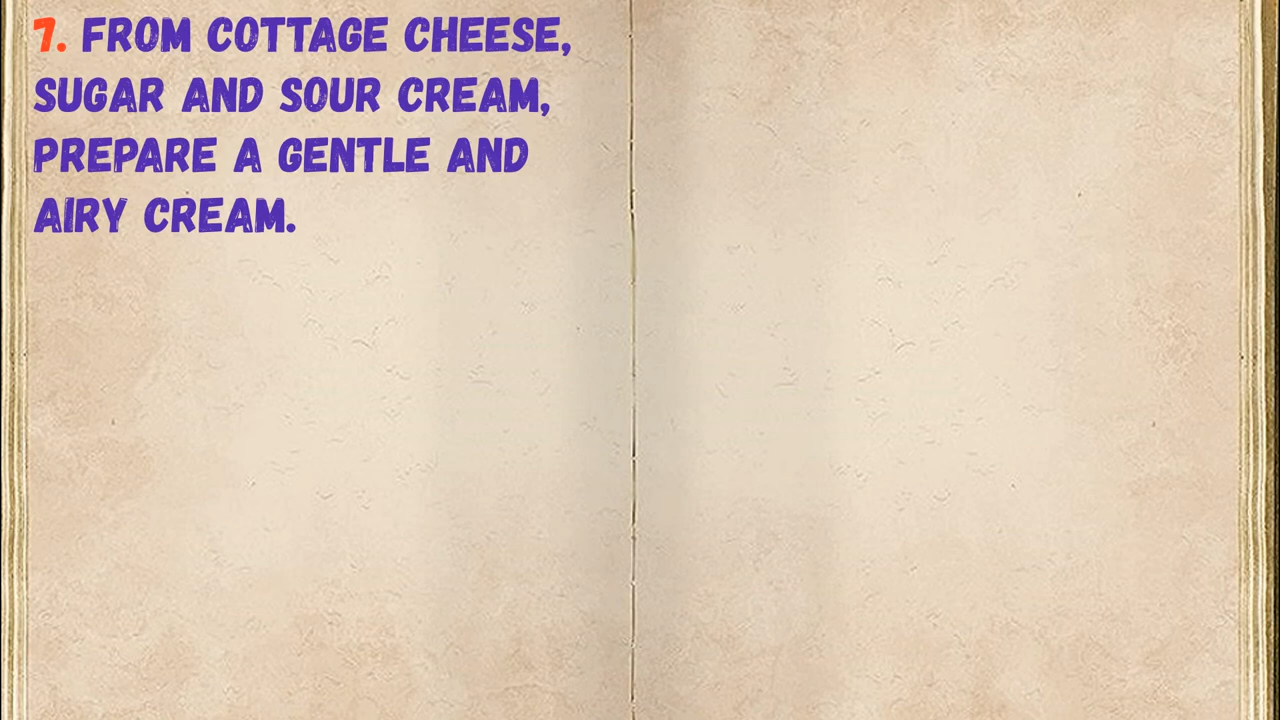 7. FROM COTTAGE CHEESE,
SUGAR AND SOUR CREAM,
PREPARE A GENTLE AND
AIRY CREAM.